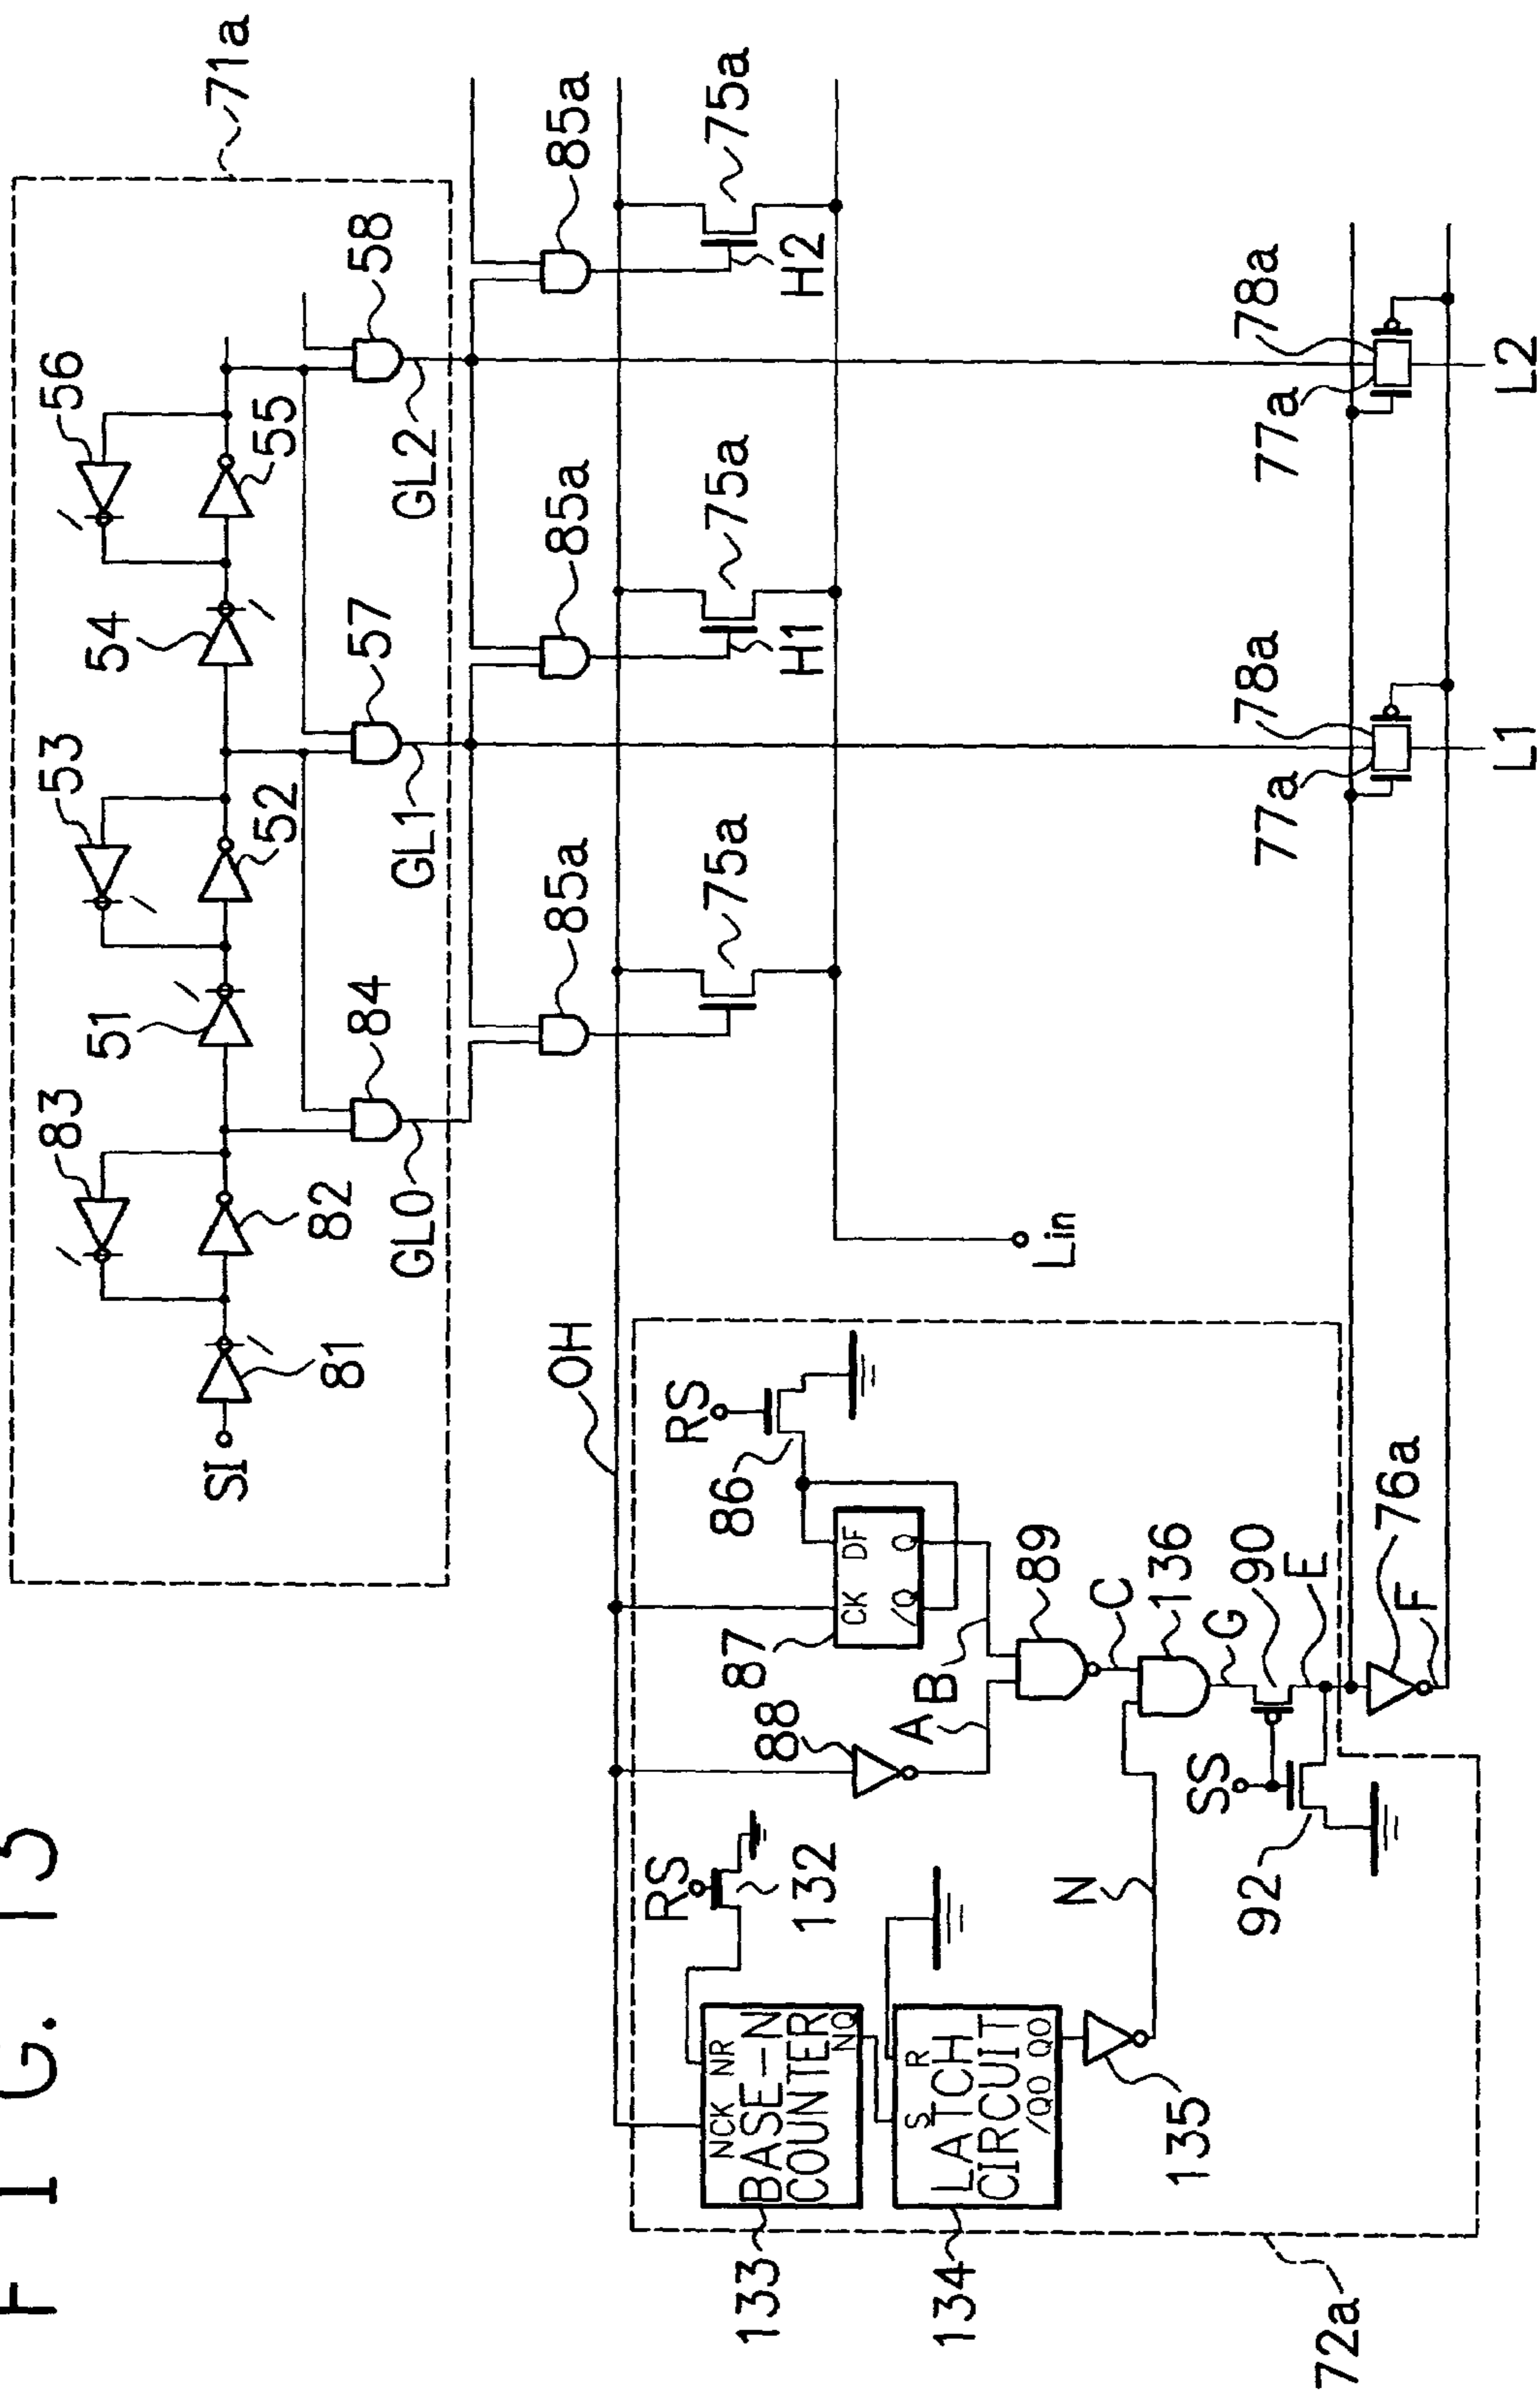 FIG. 13
71a
83
53
56
81
82
51
52
54
55
SI
84
57
58
GL0
GL1
GL2
85a
85a
85a
OH
75a
75a
75a
H1
H2
Lin
RS
132
RS
86
133
NCK NR
BASE-N
COUNTER
NQ
87
CK DF
/Q Q
88
134
S R
LATCH
CIRCUIT
/QO QO
A
B
89
C
135
N
136
G
SS
90
92
E
77a
78a
77a
78a
76a
F
72a
L1
L2